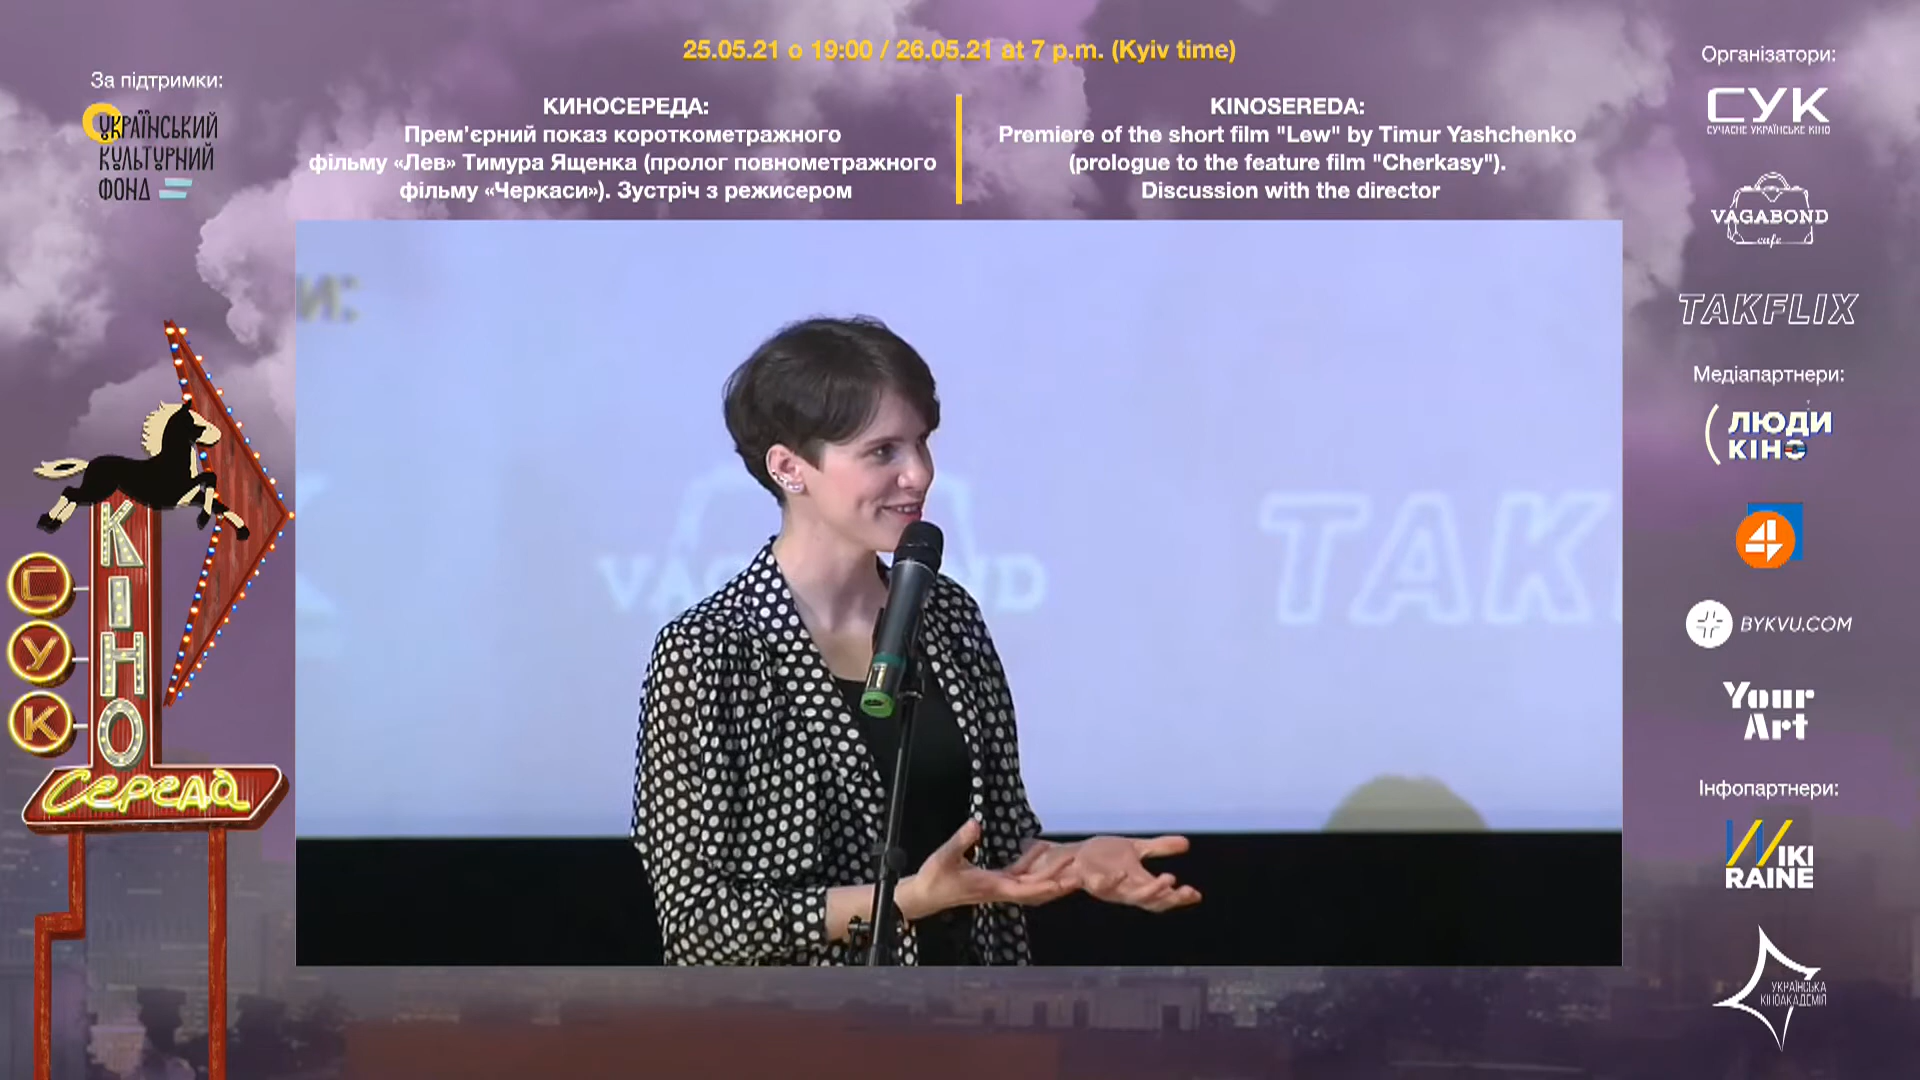 25.05.21 о 19:00 / 26.05.21 at 7 p.m. (Kyiv time)
За підтримки:
УКРАЇНСЬКИЙ
КУЛЬТУРНИЙ
ФОНД
КИНОСЕРЕДА:
Прем'єрний показ короткометражного
фільму «Лев» Тимура Ященка (пролог повнометражного
фільму «Черкаси»). Зустріч з режисером
KINOSEREDA:
Premiere of the short film "Lew" by Timur Yashchenko
(prologue to the feature film "Cherkasy").
Discussion with the director
Організатори:
СУК
СУЧАСНЕ УКРАЇНСЬКЕ КІНО
VAGABOND
cafe
TAKFLIX
Медіапартнери:
ЛЮДИ
КІНО
4
BYKVU.COM
Your
Art
Інфопартнери:
WIKI
RAINE
УКРАЇНСЬКА
КІНОАКАДЕМІЯ
СУК
КІНО
Середа
и:
VAGABOND
TAK